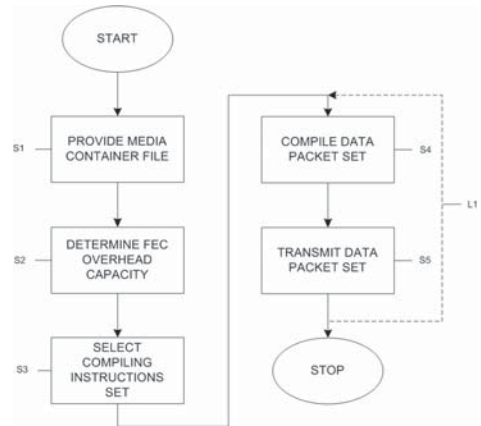 START
S1
PROVIDE MEDIA
CONTAINER FILE
S2
DETERMINE FEC
OVERHEAD
CAPACITY
S3
SELECT
COMPILING
INSTRUCTIONS
SET
COMPILE DATA
PACKET SET
S4
L1
TRANSMIT DATA
PACKET SET
S5
STOP